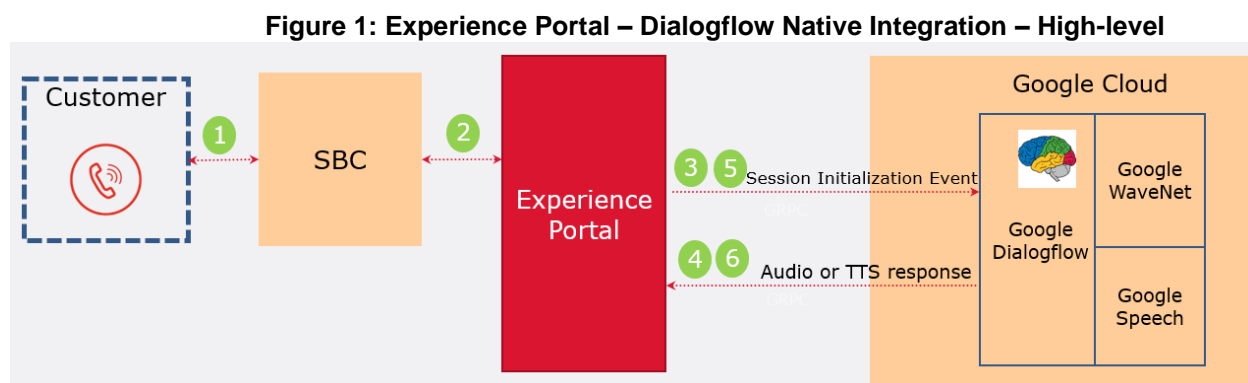 Figure 1: Experience Portal – Dialogflow Native Integration – High-level
Customer
1
SBC
2
Experience
Portal
3 5 Session Initialization Event
GRPC
4 6 Audio or TTS response
GRPC
Google Cloud
Google
Dialogflow
Google
WaveNet
Google
Speech